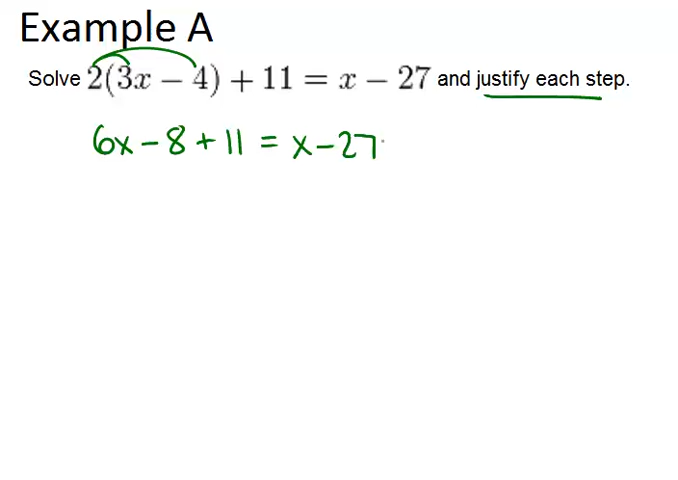 Example A
Solve 2(3x − 4) + 11 = x − 27 and justify each step.
6x − 8 + 11 = x − 27